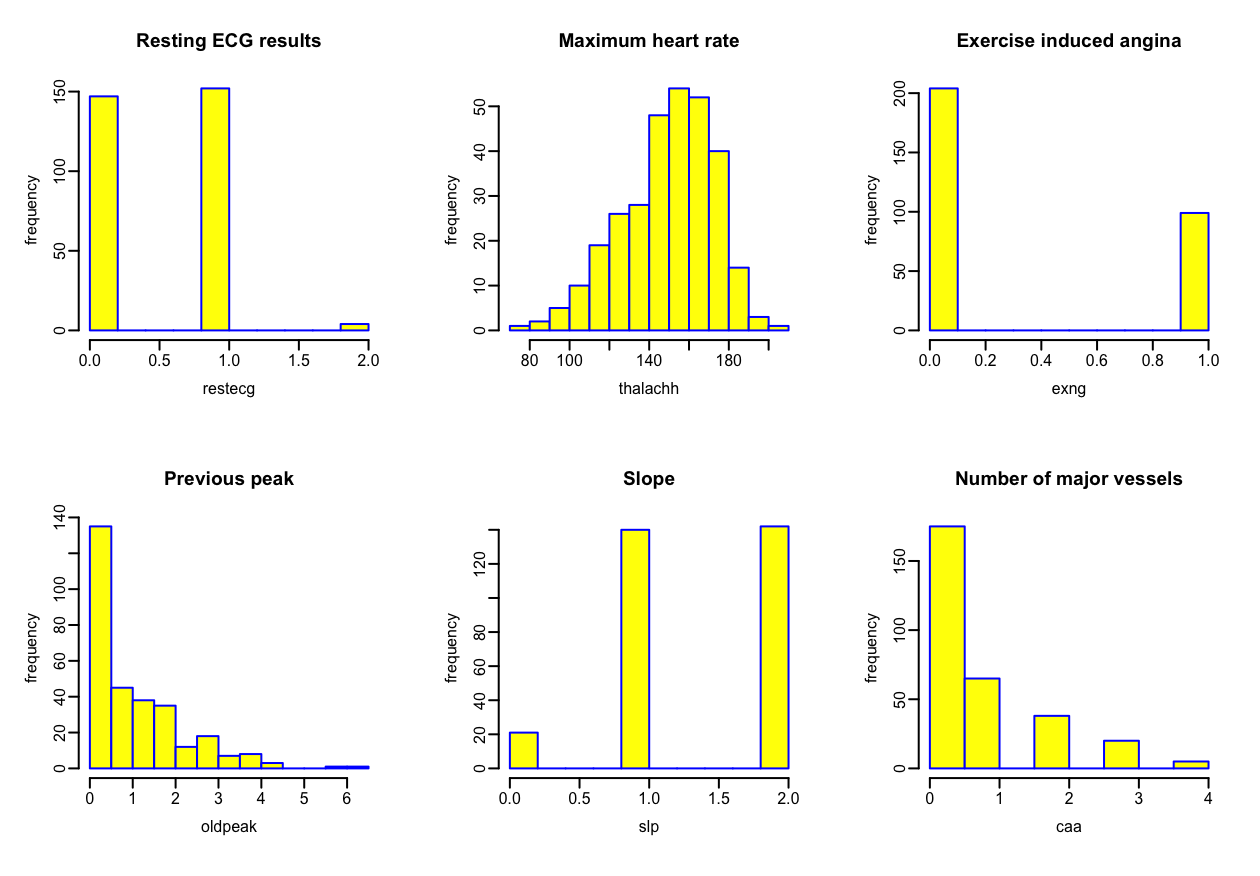 Resting ECG results
frequency
0 50 100 150
0.0 0.5 1.0 1.5 2.0
restecg
Maximum heart rate
frequency
0 10 20 30 40 50
80 100 140 180
thalachh
Exercise induced angina
frequency
0 50 100 150 200
0.0 0.2 0.4 0.6 0.8 1.0
exng
Previous peak
frequency
0 20 40 60 80 100 140
0 1 2 3 4 5 6
oldpeak
Slope
frequency
0 20 40 60 80 120
0.0 0.5 1.0 1.5 2.0
slp
Number of major vessels
frequency
0 50 100 150
0 1 2 3 4
caa